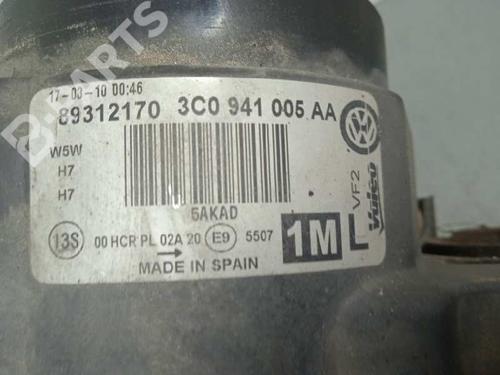 17-03-10 00:46
89312170 3C0 941 005 AA
W5W
H7
H7
5AKAD
VF2
Valeo
13S 00 HCR PL 02A 20 E9 5507 1M L
MADE IN SPAIN